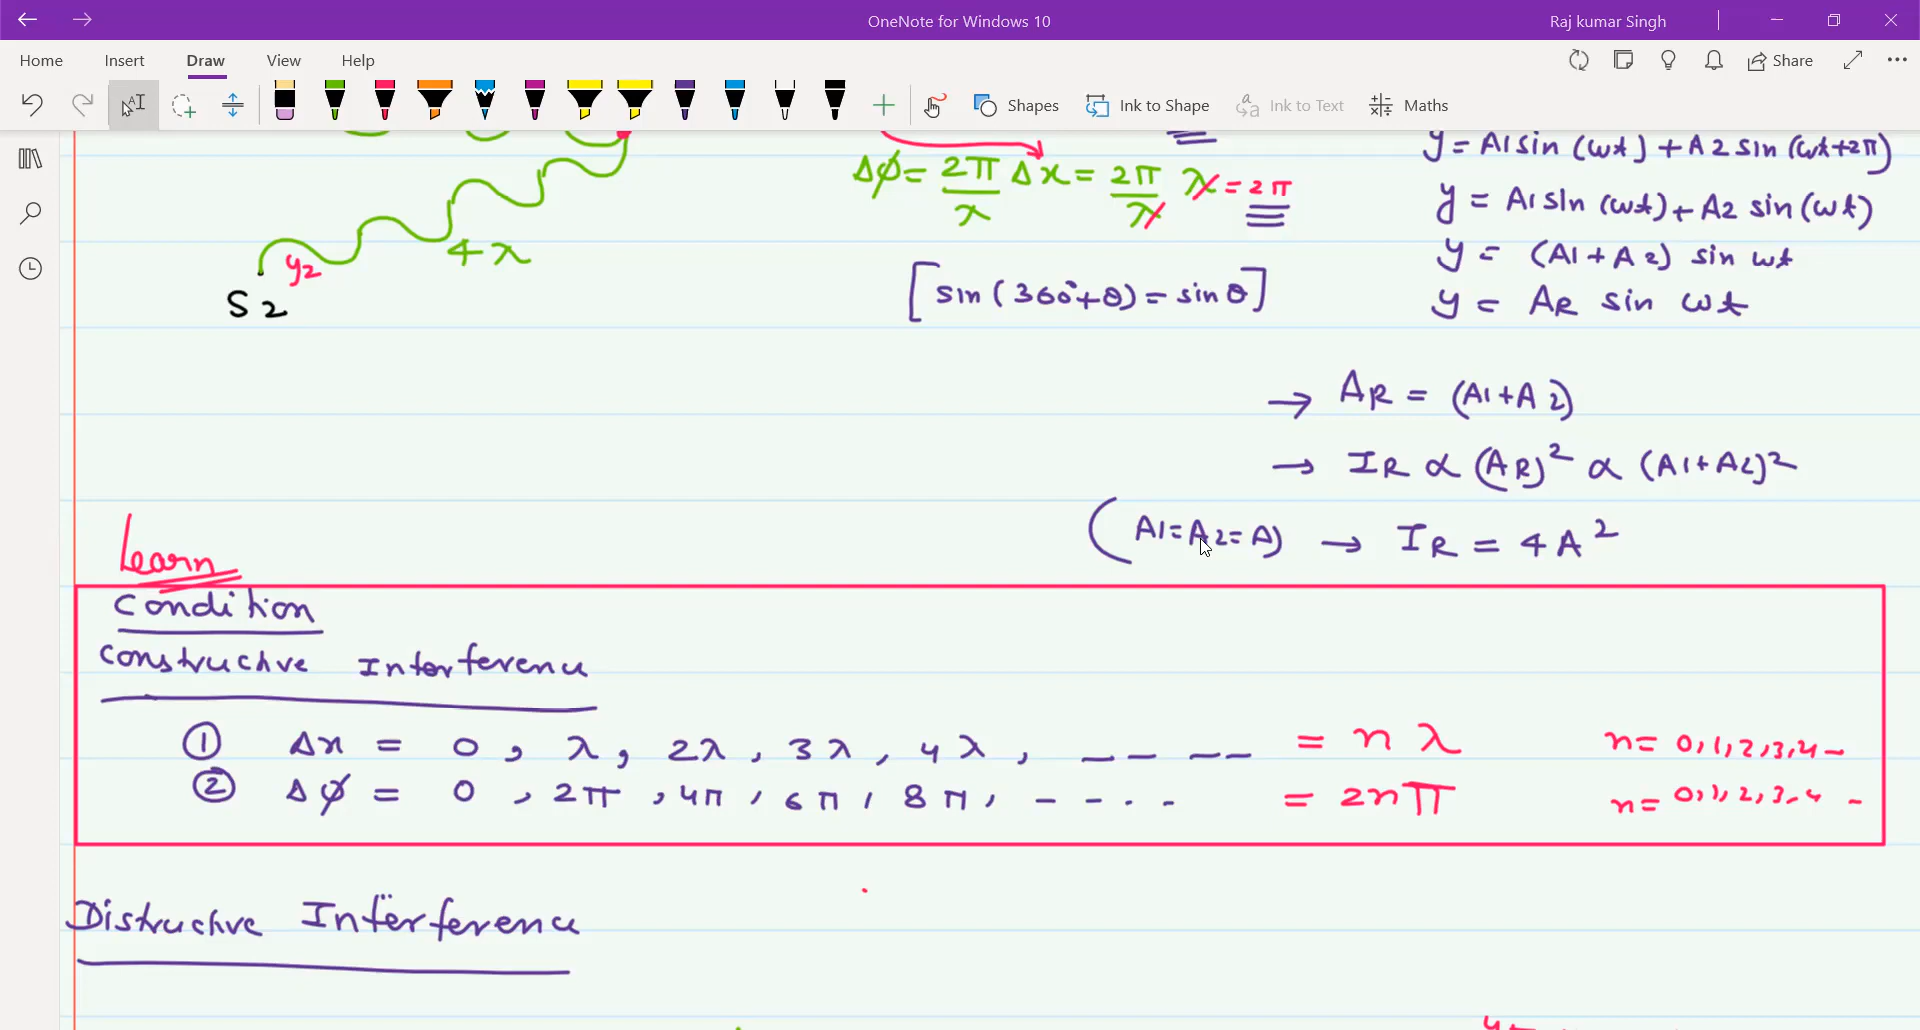 OneNote for Windows 10
Raj kumar Singh
Home Insert Draw View Help
Share
Shapes Ink to Shape Ink to Text Maths
y = A1 sin (ωt) + A2 sin (ωt+2π)
Δφ = 2π/λ Δx = 2π/λ λ = 2π
y = A1 sin (ωt) + A2 sin (ωt)
4λ
y = (A1+A2) sin ωt
y2
[sin (360°+θ) = sin θ]
y = AR sin ωt
S2
→ AR = (A1+A2)
→ IR ∝ (AR)² ∝ (A1+A2)²
(A1=A2=A) → IR = 4A²
Learn
Condition
Constructive Interference
① Δx = 0, λ, 2λ, 3λ, 4λ, ---- = nλ n= 0,1,2,3,4--
② Δφ = 0, 2π, 4π, 6π, 8π, ---- = 2nπ n= 0,1,2,3,4 -
Distructive Interference